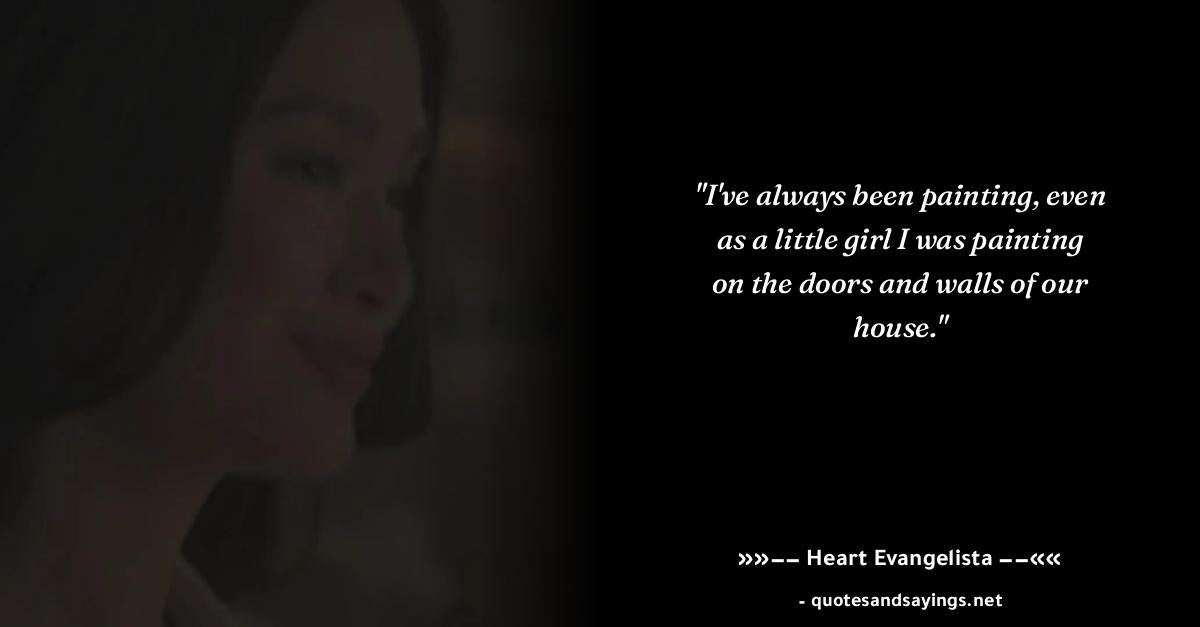 "I've always been painting, even
as a little girl I was painting
on the doors and walls of our
house."
»»–– Heart Evangelista ––««
- quotesandsayings.net